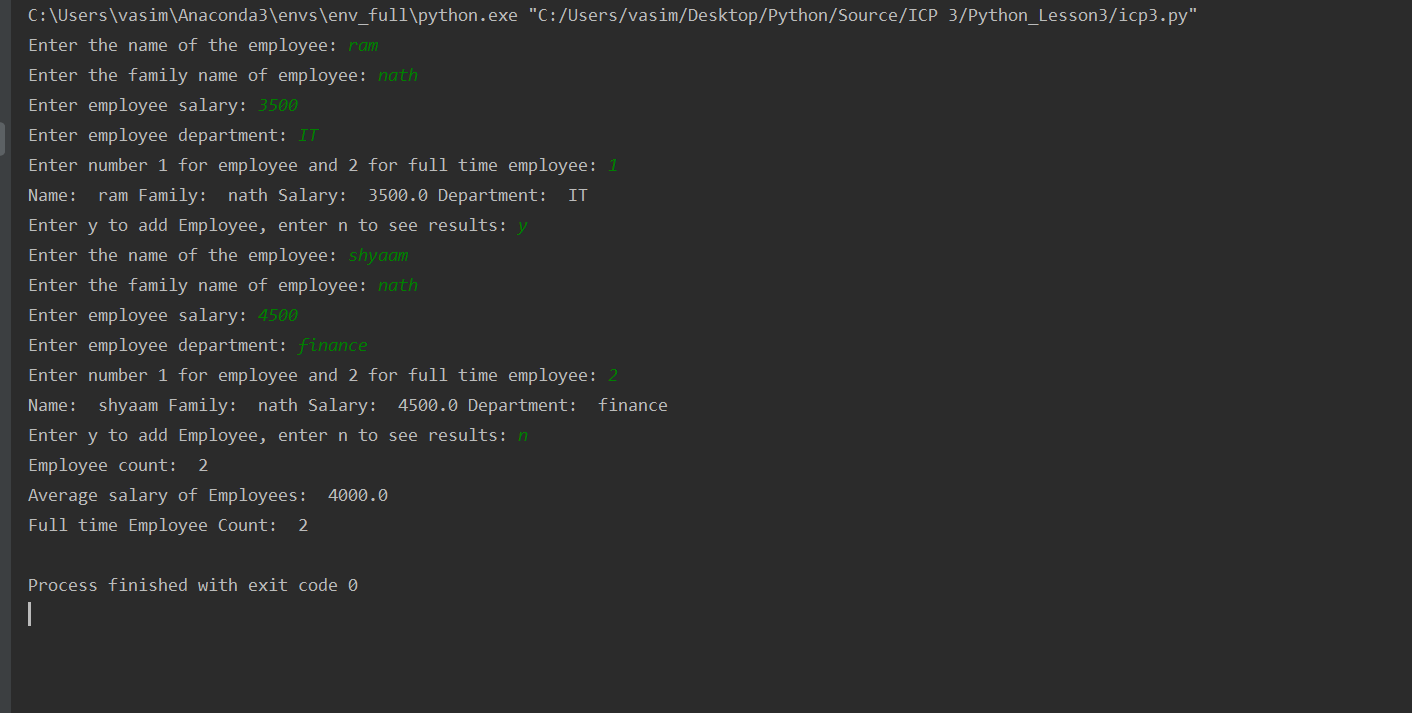 C:\Users\vasim\Anaconda3\envs\env_full\python.exe "C:/Users/vasim/Desktop/Python/Source/ICP 3/Python_Lesson3/icp3.py"
Enter the name of the employee: ram
Enter the family name of employee: nath
Enter employee salary: 3500
Enter employee department: IT
Enter number 1 for employee and 2 for full time employee: 1
Name:  ram Family:  nath Salary:  3500.0 Department:  IT
Enter y to add Employee, enter n to see results: y
Enter the name of the employee: shyaam
Enter the family name of employee: nath
Enter employee salary: 4500
Enter employee department: finance
Enter number 1 for employee and 2 for full time employee: 2
Name:  shyaam Family:  nath Salary:  4500.0 Department:  finance
Enter y to add Employee, enter n to see results: n
Employee count:  2
Average salary of Employees:  4000.0
Full time Employee Count:  2
Process finished with exit code 0